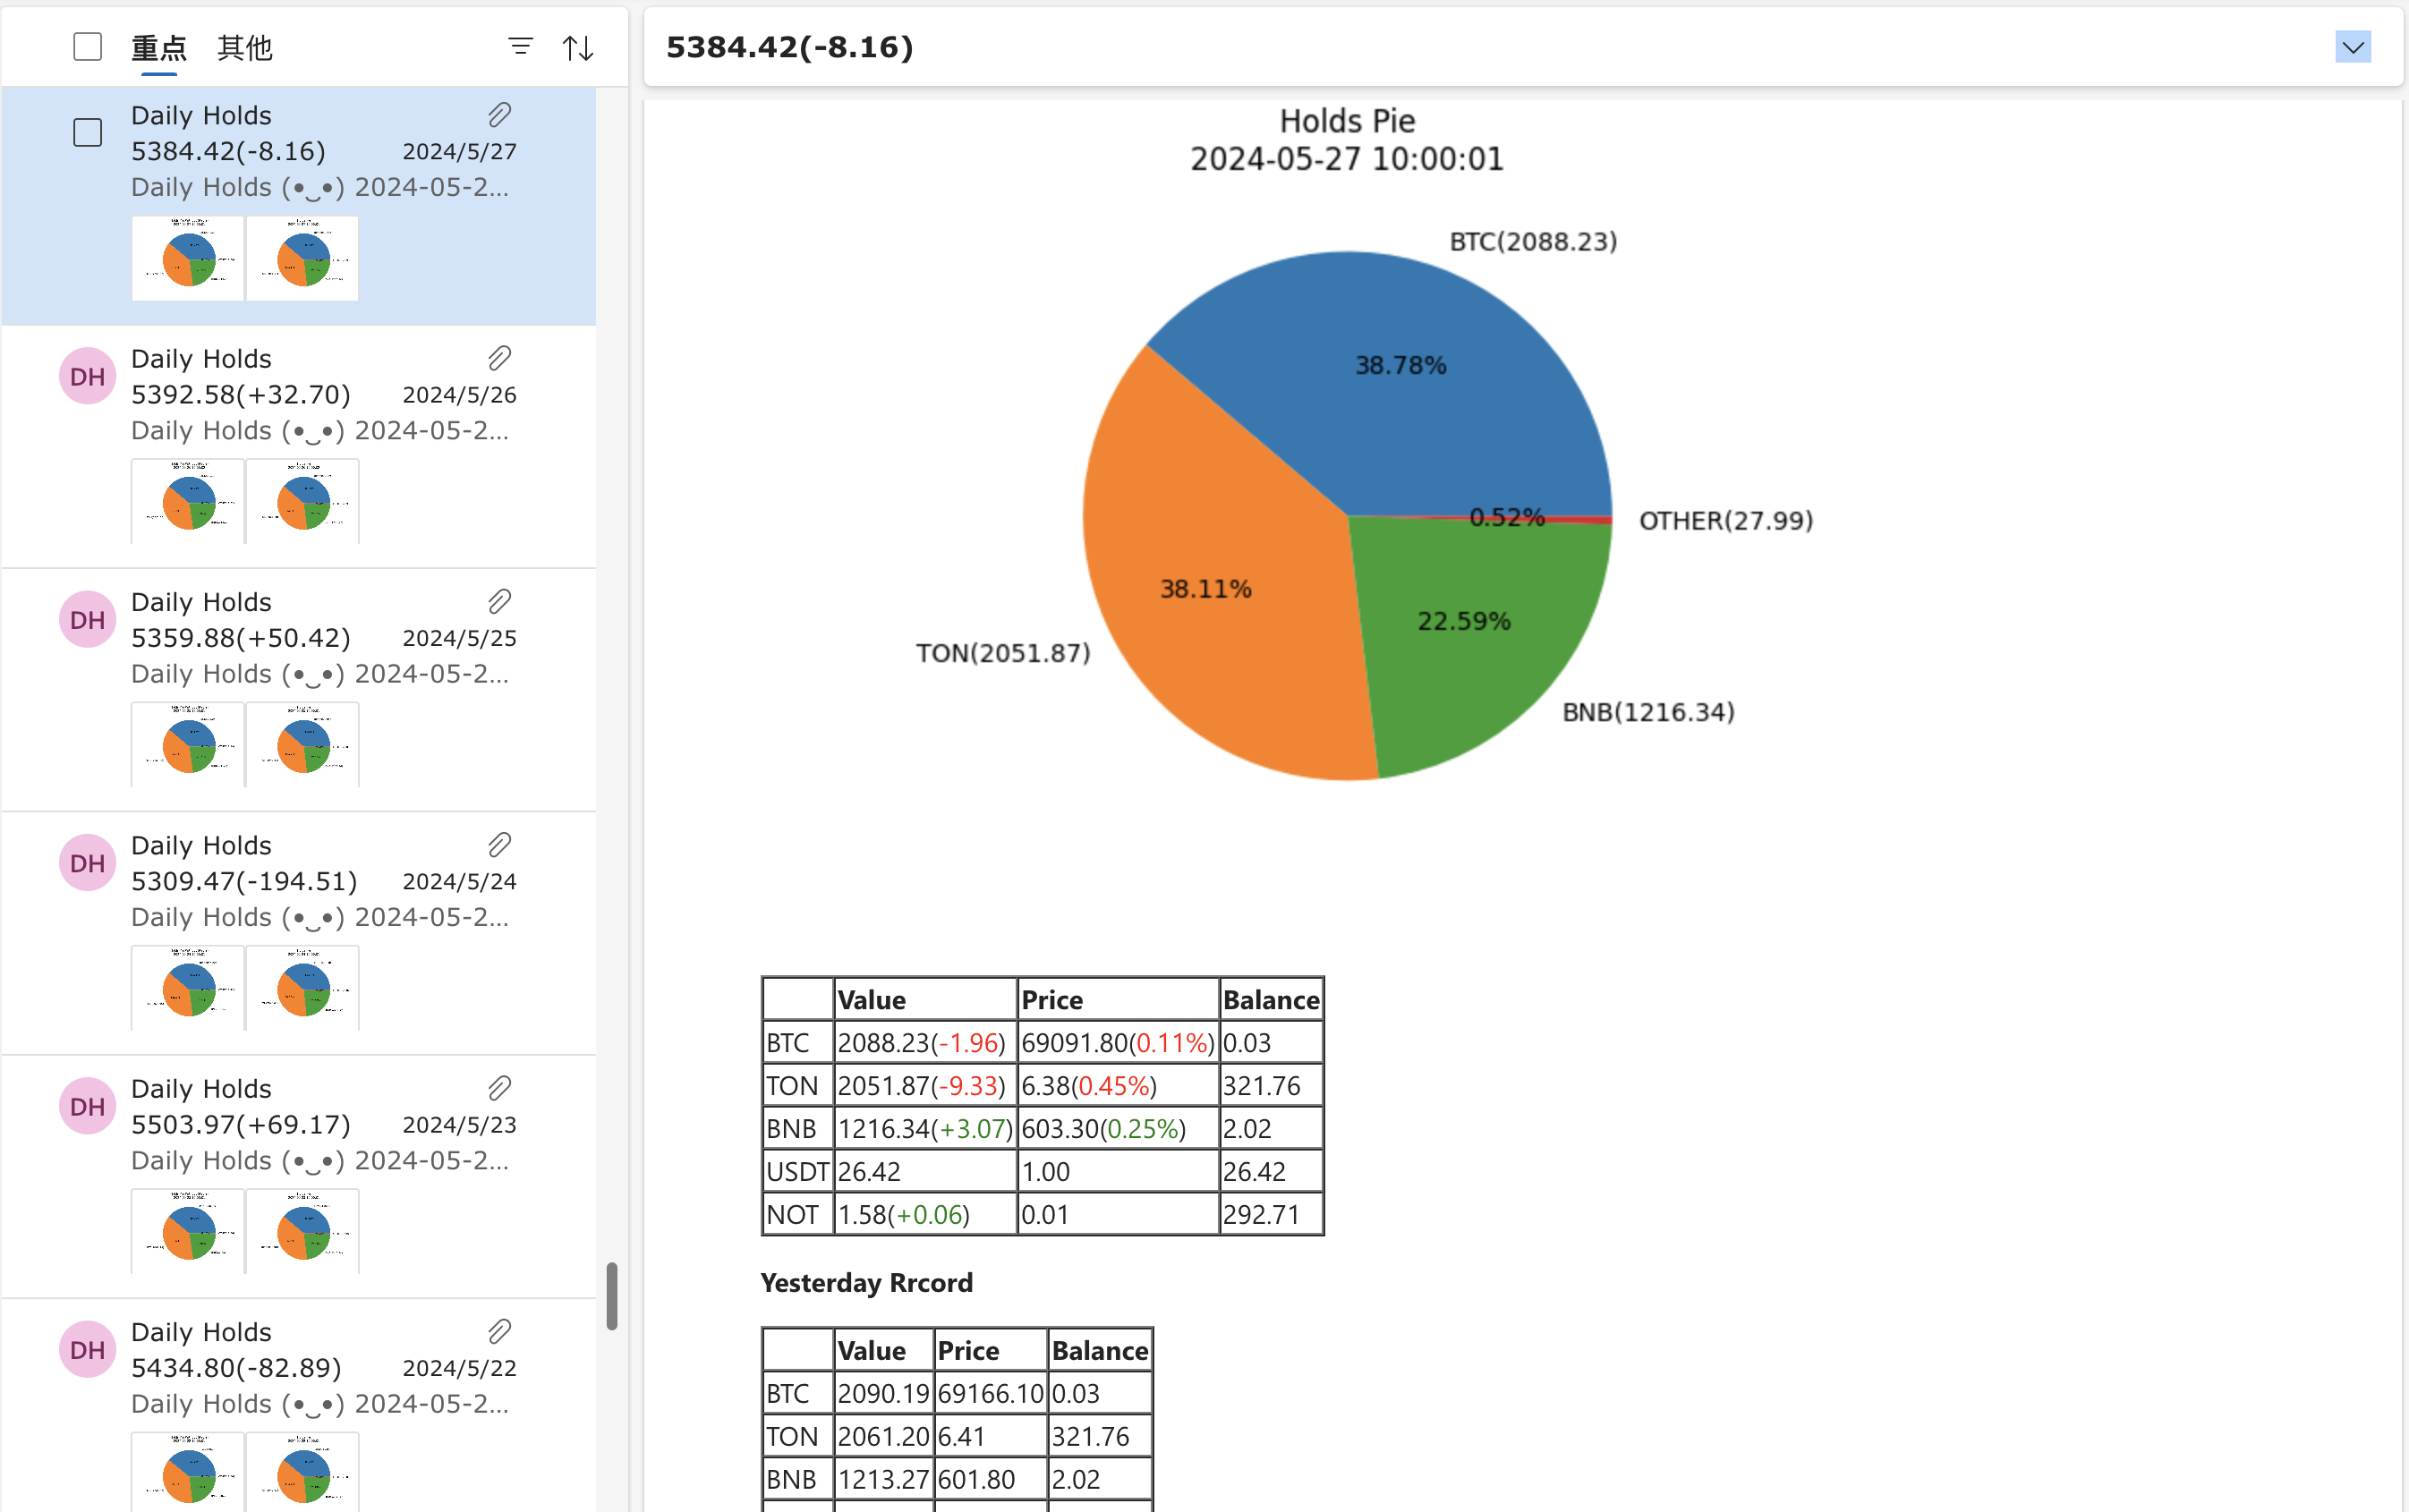 重点 其他
Daily Holds
5384.42(-8.16) 2024/5/27
Daily Holds (•‿•) 2024-05-2...
DH
Daily Holds
5392.58(+32.70) 2024/5/26
Daily Holds (•‿•) 2024-05-2...
DH
Daily Holds
5359.88(+50.42) 2024/5/25
Daily Holds (•‿•) 2024-05-2...
DH
Daily Holds
5309.47(-194.51) 2024/5/24
Daily Holds (•‿•) 2024-05-2...
DH
Daily Holds
5503.97(+69.17) 2024/5/23
Daily Holds (•‿•) 2024-05-2...
DH
Daily Holds
5434.80(-82.89) 2024/5/22
Daily Holds (•‿•) 2024-05-2...
5384.42(-8.16)
Holds Pie
2024-05-27 10:00:01
BTC(2088.23)
38.78%
0.52%
OTHER(27.99)
38.11%
22.59%
TON(2051.87)
BNB(1216.34)
Value Price Balance
BTC 2088.23(-1.96) 69091.80(0.11%) 0.03
TON 2051.87(-9.33) 6.38(0.45%) 321.76
BNB 1216.34(+3.07) 603.30(0.25%) 2.02
USDT 26.42 1.00 26.42
NOT 1.58(+0.06) 0.01 292.71
Yesterday Rrcord
Value Price Balance
BTC 2090.19 69166.10 0.03
TON 2061.20 6.41 321.76
BNB 1213.27 601.80 2.02